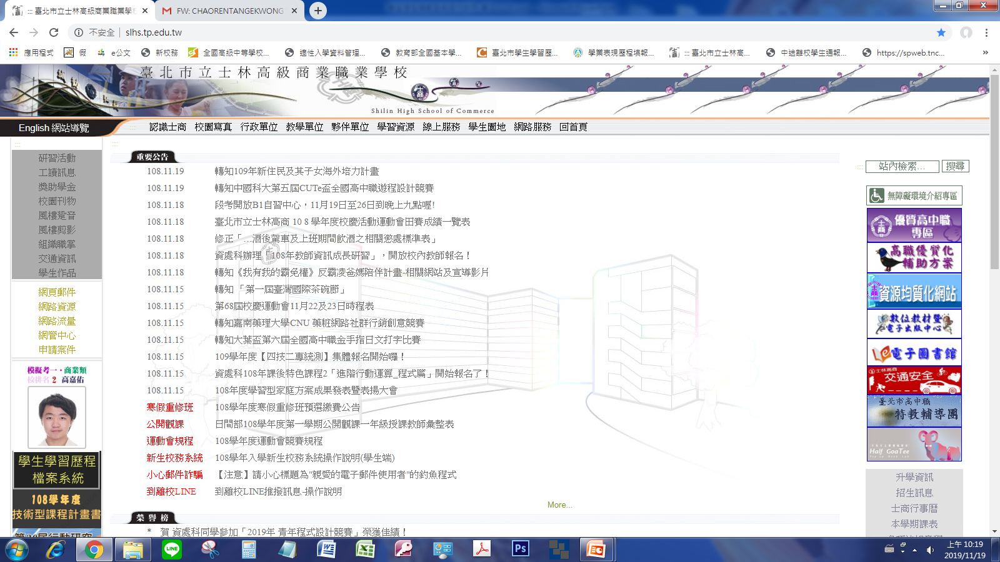 ::: 臺北市立士林高級商業職業學校
FW: CHAORENTANGEKWONG
不安全
slhs.tp.edu.tw
應用程式
假
e公文
新校務
全國高級中等學校...
適性入學資料管理...
教育部全國基本學...
臺北市學生學習歷...
學業表現歷程填報...
::: 臺北市立士林高...
中途離校學生通報...
https://spweb.tnc...
»
臺北市立士林高級商業職業學校
Shilin High School of Commerce
English 網站導覽
認識士商 校園寫真 行政單位 教學單位 夥伴單位 學習資源 線上服務 學生園地 網路服務 回首頁
研習活動
工讀訊息
獎助學金
校園刊物
風樓跫音
風樓剪影
組織職掌
交通資訊
學生作品
網頁郵件
網路資源
網路流量
網管中心
申請案件
模擬考一‧商業類
校排名 2 高嘉佑
學生學習歷程
檔案系統
108學年度
技術型課程計畫書
重要公告
108.11.19 轉知109年新住民及其子女海外培力計畫
108.11.19 轉知中國科大第五屆CUTe盃全國高中職遊程設計競賽
108.11.18 段考開放B1自習中心，11月19日至26日到晚上九點喔!
108.11.18 臺北市立士林高商 10 8 學年度校慶活動運動會田賽成績一覽表
108.11.18 修正「…酒後駕車及上班期間飲酒之相關懲處標準表」
108.11.18 資處科辦理「108年教師資訊成長研習」，開放校內教師報名！
108.11.18 轉知《我有我的霸免權》反霸凌爸媽陪伴計畫-相關網站及宣導影片
108.11.15 轉知 「第一屆臺灣國際茶碗節」
108.11.15 第68屆校慶運動會11月22及23日時程表
108.11.15 轉知嘉南藥理大學CNU 藥粧網路社群行銷創意競賽
108.11.15 轉知大葉盃第六屆全國高中職金手指日文打字比賽
108.11.15 109學年度【四技二專統測】集體報名開始囉！
108.11.15 資處科108年課後特色課程2「進階行動運算_程式篇」開始報名了！
108.11.15 108年度學習型家庭方案成果發表暨表揚大會
寒假重修班 108學年度寒假重修班預選繳費公告
公開觀課 日間部108學年度第一學期公開觀課一年級授課教師彙整表
運動會規程 108學年度運動會競賽規程
新生校務系統 108學年入學新生校務系統操作說明(學生端)
小心郵件詐騙 【注意】請小心標題為"親愛的電子郵件使用者"的釣魚程式
到離校LINE 到離校LINE推撥訊息-操作說明
More...
榮譽榜
* 賀 資處科同學參加「2019年 青年程式設計競賽」榮獲佳績！
站內檢索... 搜尋
無障礙環境介紹專區
優質高中職
專區
高職優質化
輔助方案
資源均質化網站
數位教材暨
電子出版中心
電子圖書館
士林高商
交通安全
臺北市高中職
特教輔導團
Half GoaTee
升學資訊
招生訊息
士商行事曆
本學期課表
上午 10:19
2019/11/19